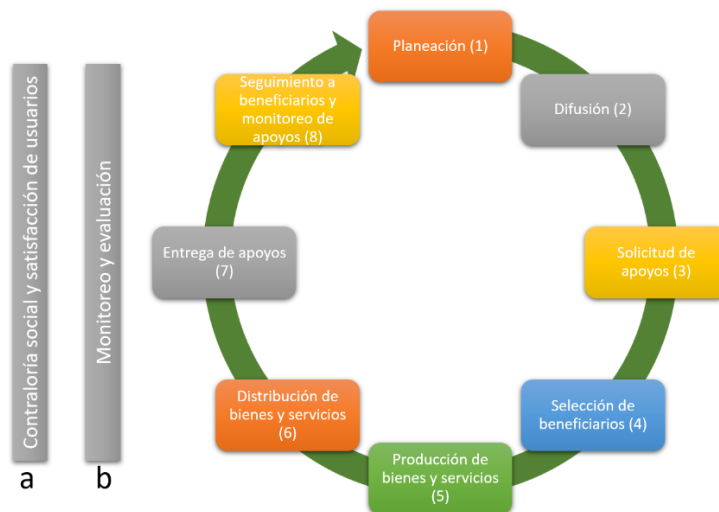 Contraloría social y satisfacción de usuarios
a
Monitoreo y evaluación
b
Planeación (1)
Difusión (2)
Solicitud de
apoyos (3)
Selección de
beneficiarios (4)
Producción de
bienes y servicios
(5)
Distribución de
bienes y servicios
(6)
Entrega de apoyos
(7)
Seguimiento a
beneficiarios y
monitoreo de
apoyos (8)